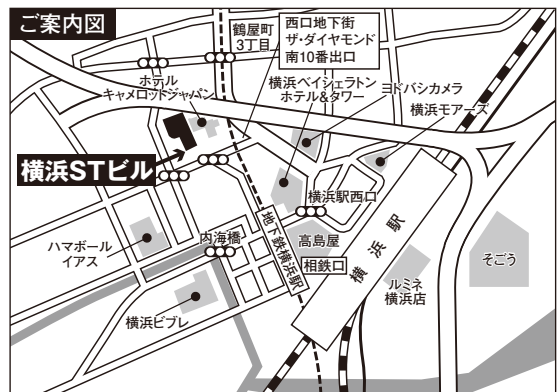 ご案内図
鶴屋町
3丁目
西口地下街
ザ・ダイヤモンド
南10番出口
ホテル
キャメロットジャパン
横浜ベイシェラトン
ホテル&タワー
ヨドバシカメラ
横浜モアーズ
横浜STビル
横浜駅西口
ハマボール
イアス
内海橋
地下鉄横浜駅
高島屋
相鉄口
横浜駅
ルミネ
横浜店
そごう
横浜ビブレ